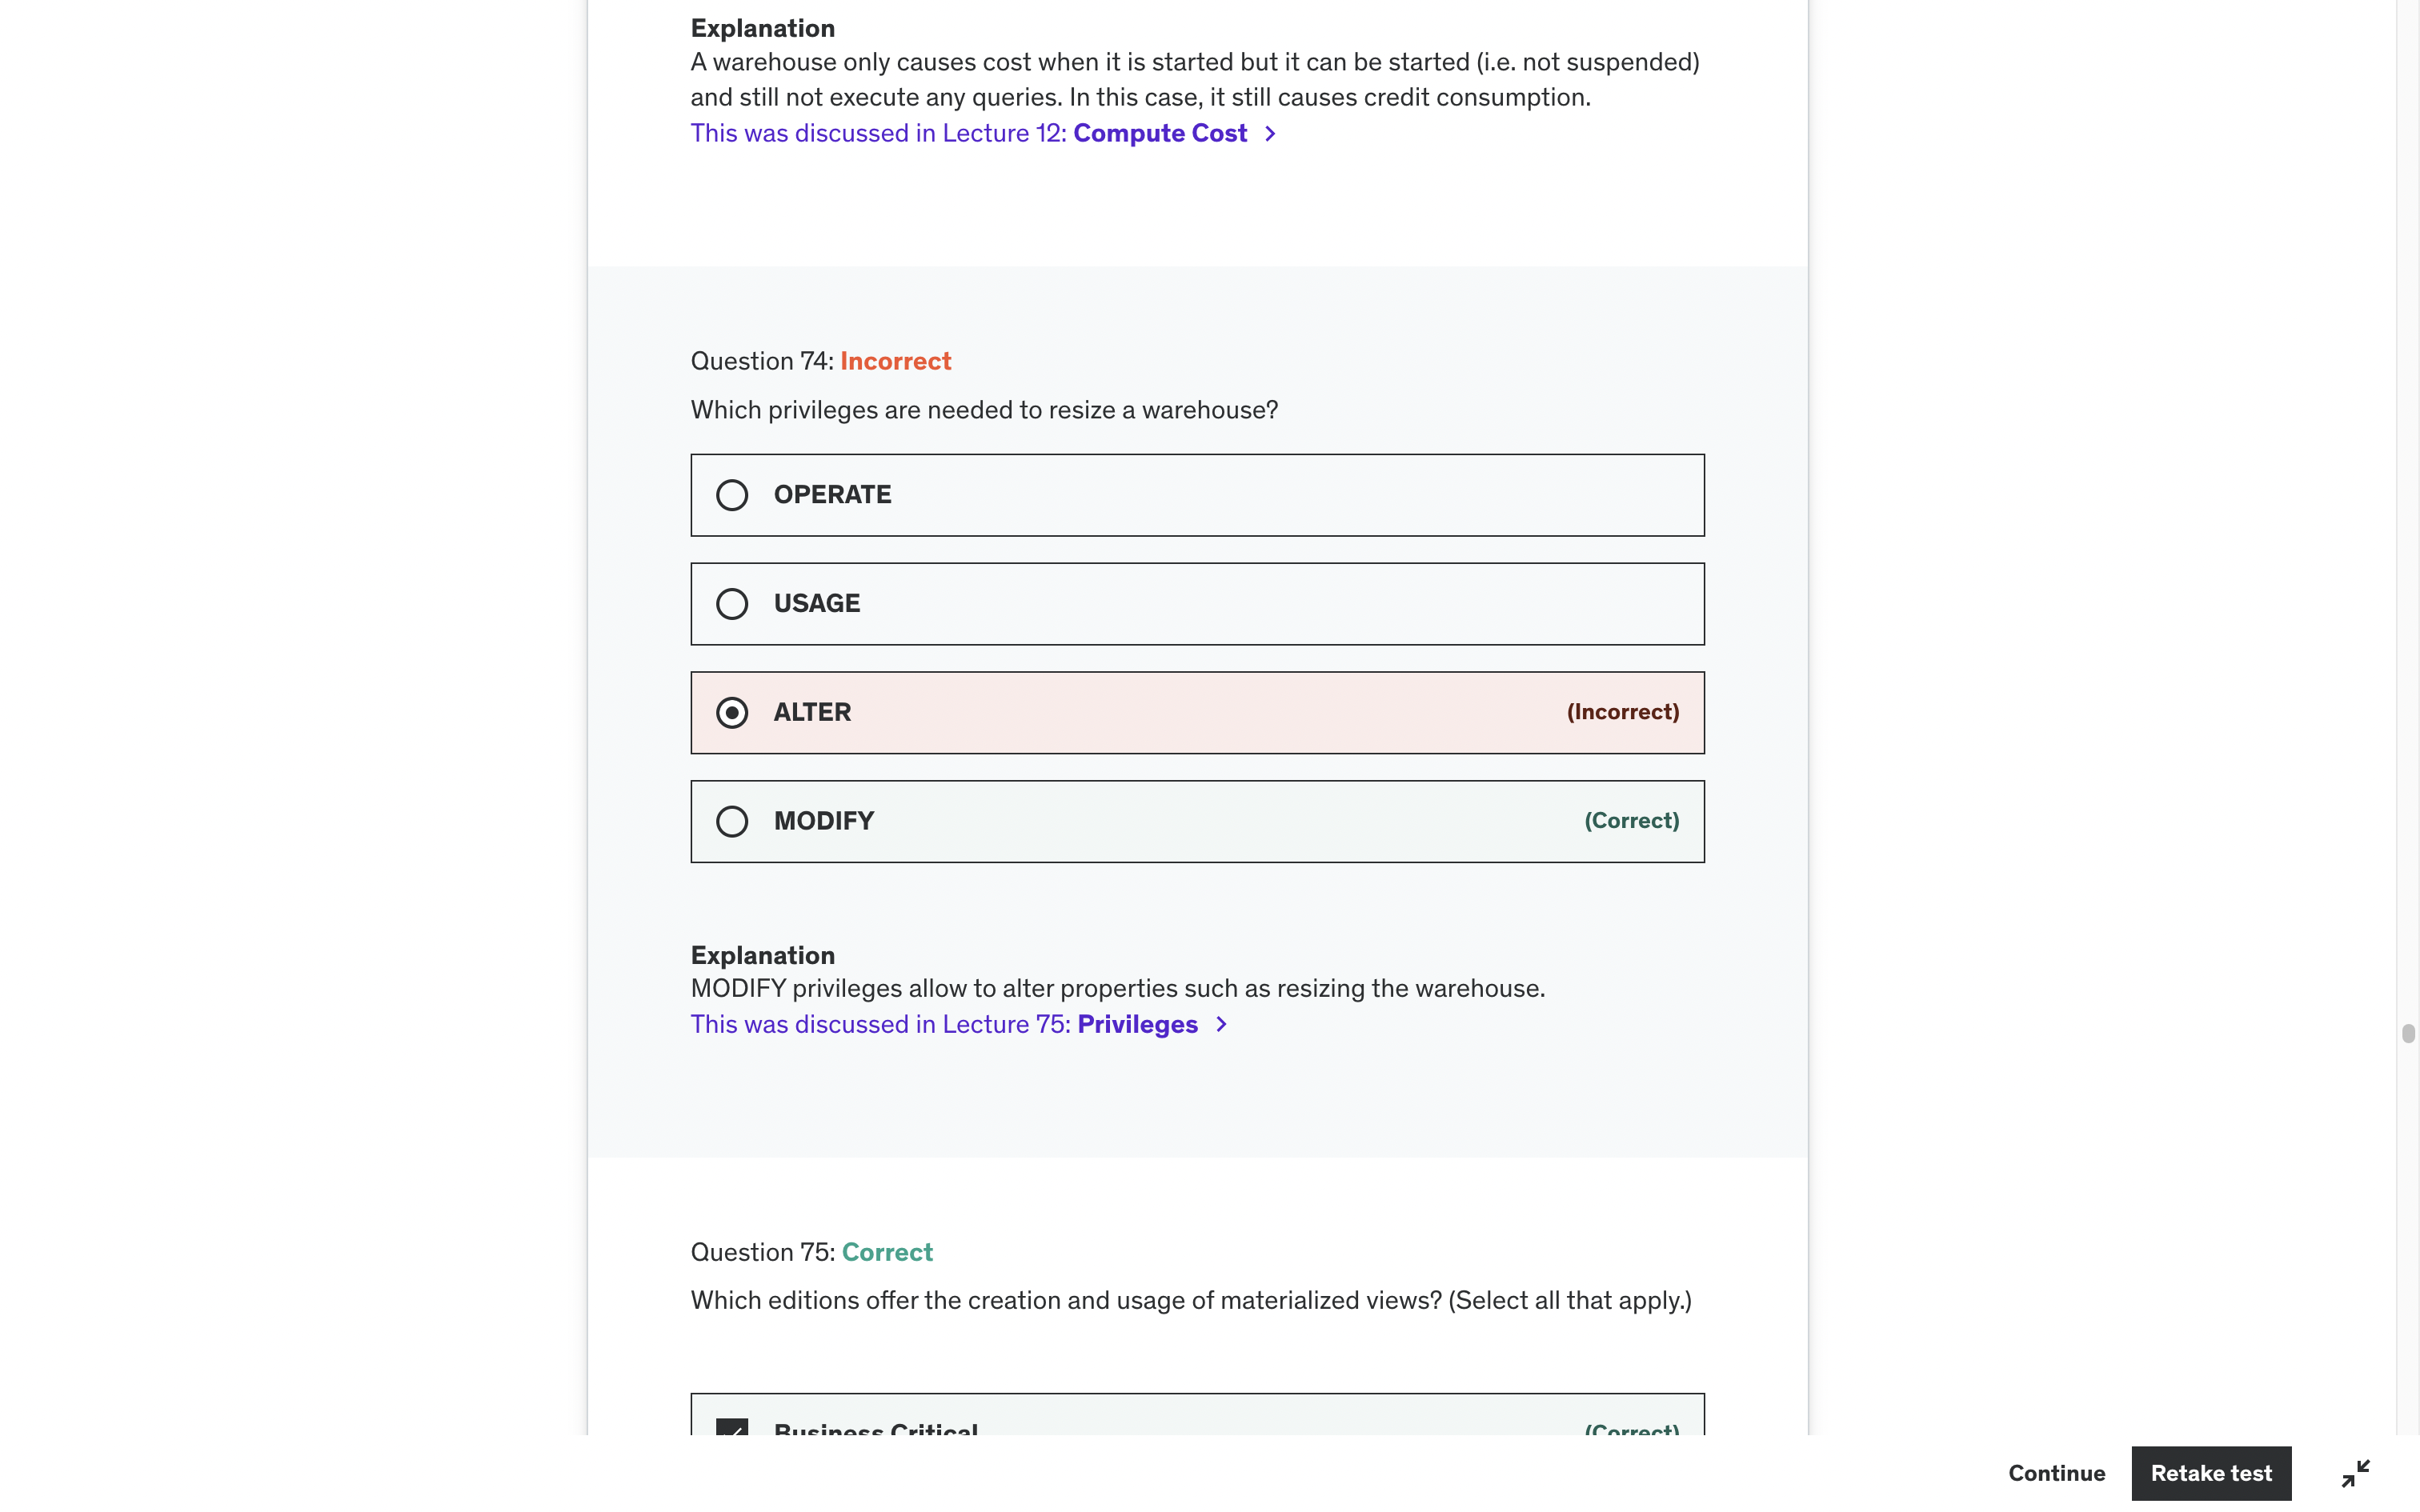 Explanation
A warehouse only causes cost when it is started but it can be started (i.e. not suspended)
and still not execute any queries. In this case, it still causes credit consumption.
This was discussed in Lecture 12: Compute Cost >
Question 74: Incorrect
Which privileges are needed to resize a warehouse?
OPERATE
USAGE
ALTER (Incorrect)
MODIFY (Correct)
Explanation
MODIFY privileges allow to alter properties such as resizing the warehouse.
This was discussed in Lecture 75: Privileges >
Question 75: Correct
Which editions offer the creation and usage of materialized views? (Select all that apply.)
Business Critical (Correct)
Continue Retake test